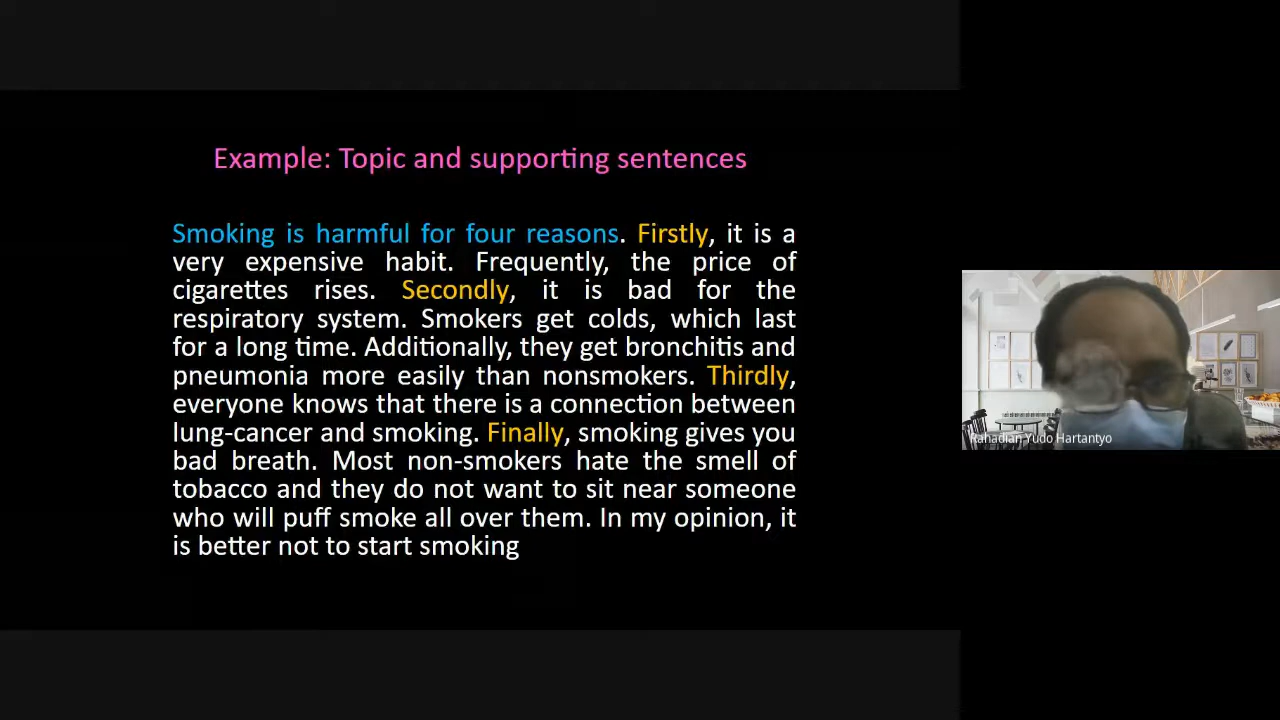 Example: Topic and supporting sentences
Smoking is harmful for four reasons. Firstly, it is a
very expensive habit. Frequently, the price of
cigarettes rises. Secondly, it is bad for the
respiratory system. Smokers get colds, which last
for a long time. Additionally, they get bronchitis and
pneumonia more easily than nonsmokers. Thirdly,
everyone knows that there is a connection between
lung-cancer and smoking. Finally, smoking gives you
bad breath. Most non-smokers hate the smell of
tobacco and they do not want to sit near someone
who will puff smoke all over them. In my opinion, it
is better not to start smoking
Rahadian Yudo Hartantyo